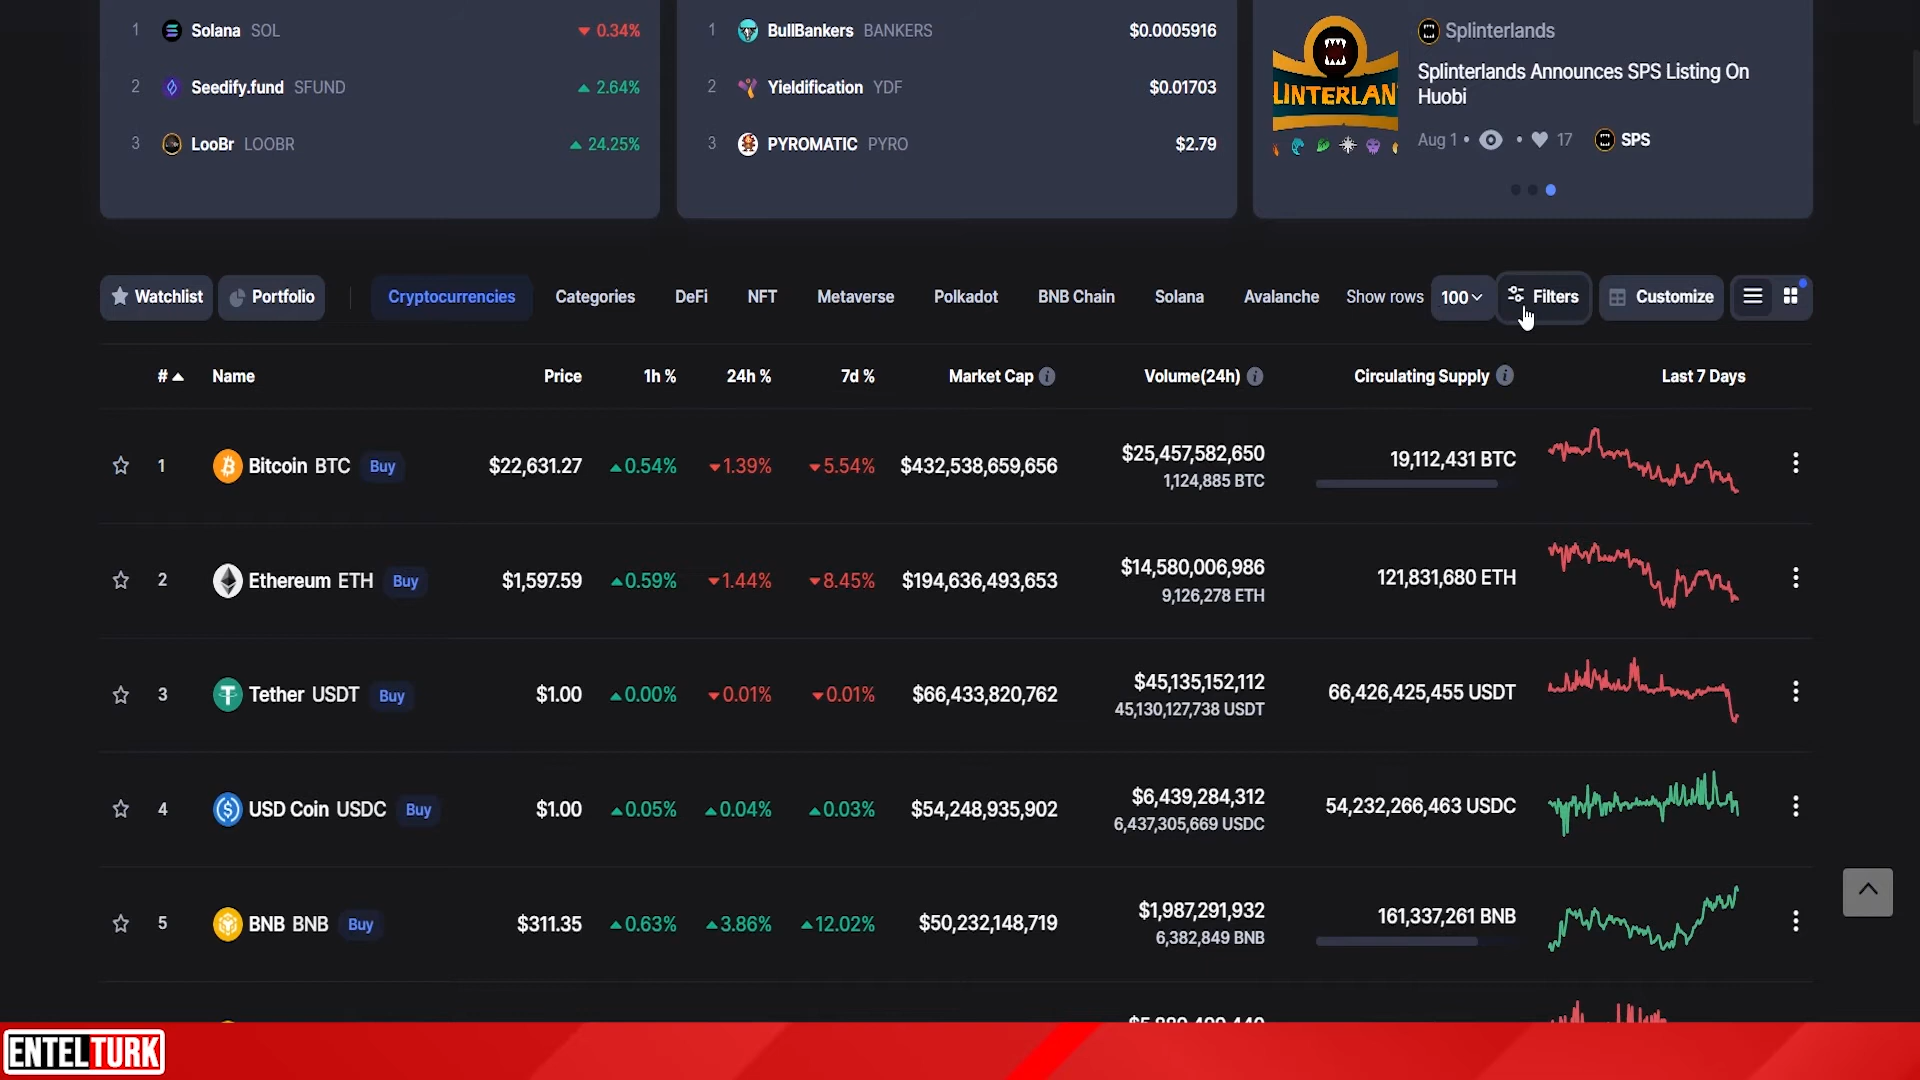 1 Solana SOL 0.34%
2 Seedify.fund SFUND 2.64%
3 LooBr LOOBR 24.25%
1 BullBankers BANKERS $0.0005916
2 Yieldification YDF $0.01703
3 PYROMATIC PYRO $2.79
LINTERLAN
Splinterlands
Splinterlands Announces SPS Listing On
Huobi
Aug 1 • • 17 SPS
Watchlist Portfolio Cryptocurrencies Categories DeFi NFT Metaverse Polkadot BNB Chain Solana Avalanche Show rows 100 Filters Customize
# Name Price 1h % 24h % 7d % Market Cap Volume(24h) Circulating Supply Last 7 Days
1 Bitcoin BTC Buy $22,631.27 0.54% 1.39% 5.54% $432,538,659,656 $25,457,582,650 19,112,431 BTC
1,124,885 BTC
2 Ethereum ETH Buy $1,597.59 0.59% 1.44% 8.45% $194,636,493,653 $14,580,006,986 121,831,680 ETH
9,126,278 ETH
3 Tether USDT Buy $1.00 0.00% 0.01% 0.01% $66,433,820,762 $45,135,152,112 66,426,425,455 USDT
45,130,127,738 USDT
4 USD Coin USDC Buy $1.00 0.05% 0.04% 0.03% $54,248,935,902 $6,439,284,312 54,232,266,463 USDC
6,437,305,669 USDC
5 BNB BNB Buy $311.35 0.63% 3.86% 12.02% $50,232,148,719 $1,987,291,932 161,337,261 BNB
6,382,849 BNB
ENTELTURK